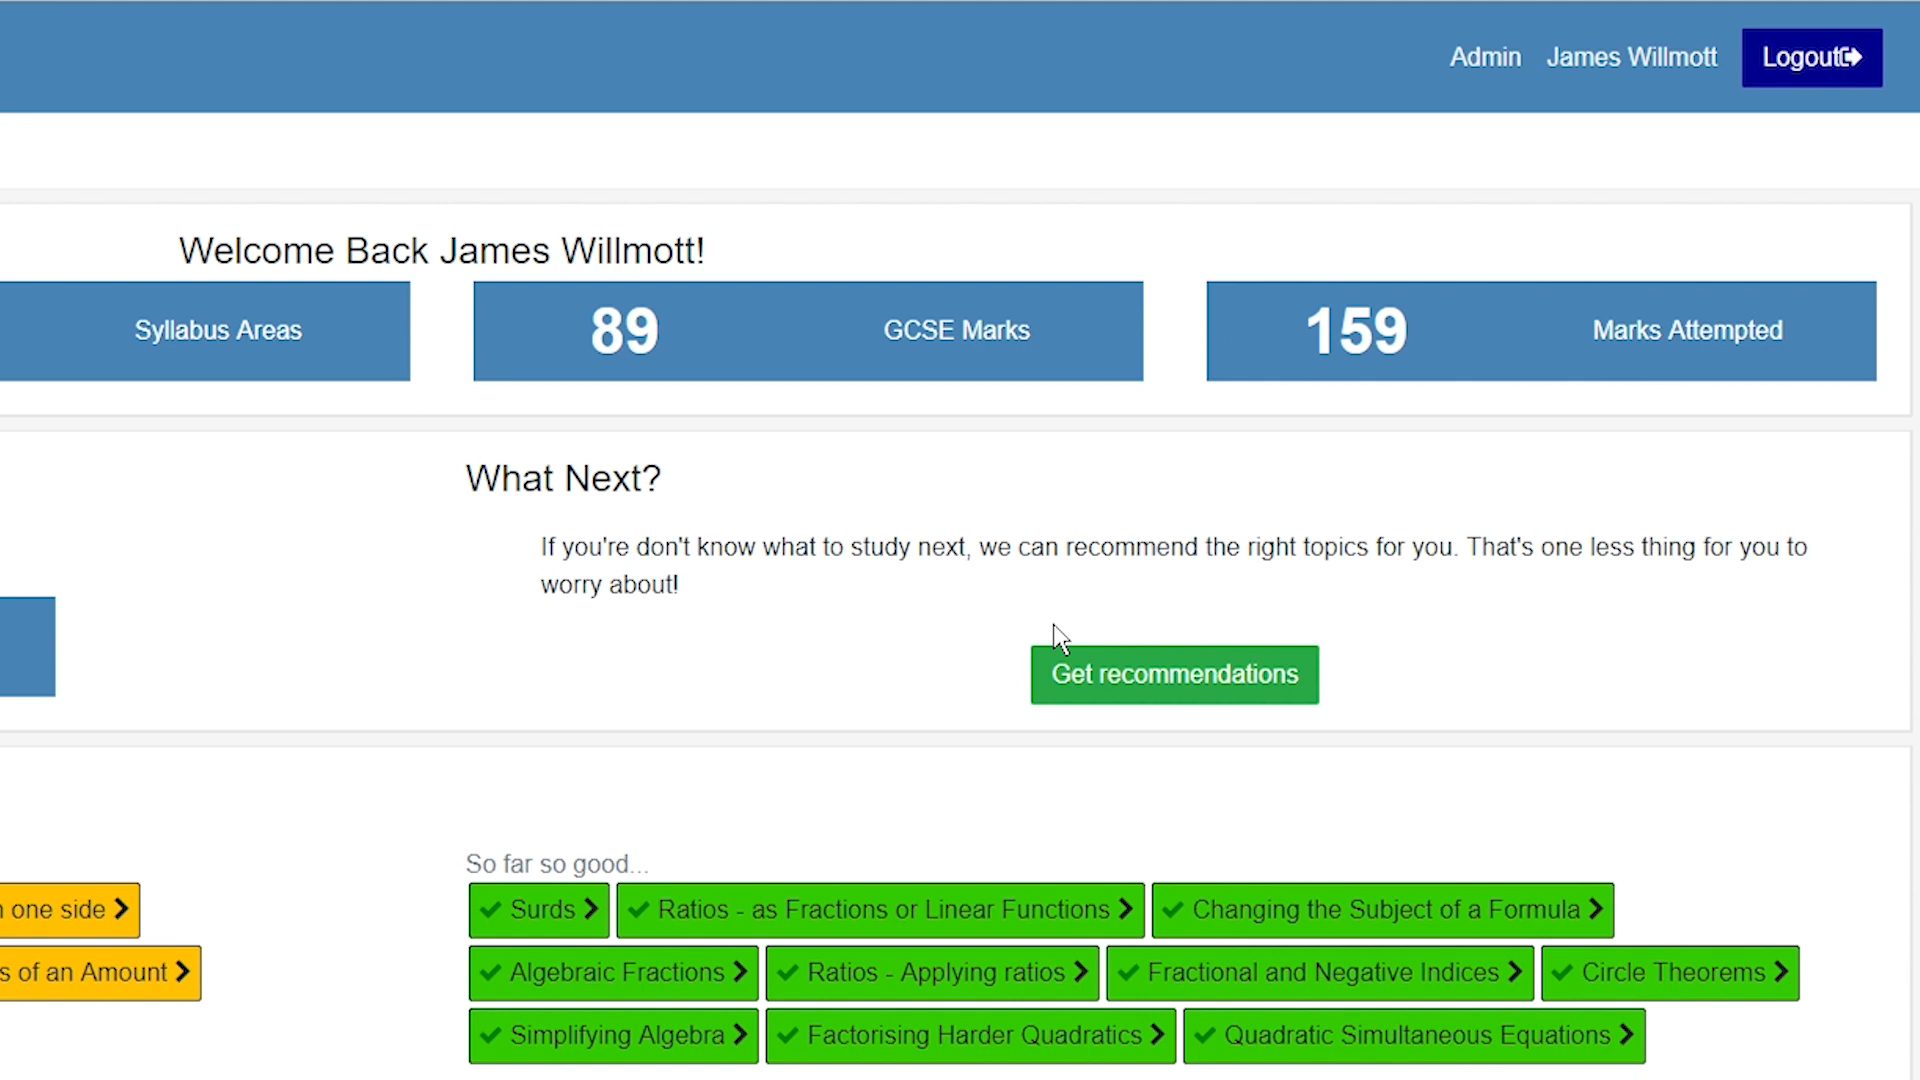 Admin James Willmott Logout
Welcome Back James Willmott!
Syllabus Areas 89 GCSE Marks 159 Marks Attempted
What Next?
If you're don't know what to study next, we can recommend the right topics for you. That's one less thing for you to
worry about!
Get recommendations
So far so good...
one side Surds Ratios - as Fractions or Linear Functions Changing the Subject of a Formula
of an Amount Algebraic Fractions Ratios - Applying ratios Fractional and Negative Indices Circle Theorems
Simplifying Algebra Factorising Harder Quadratics Quadratic Simultaneous Equations